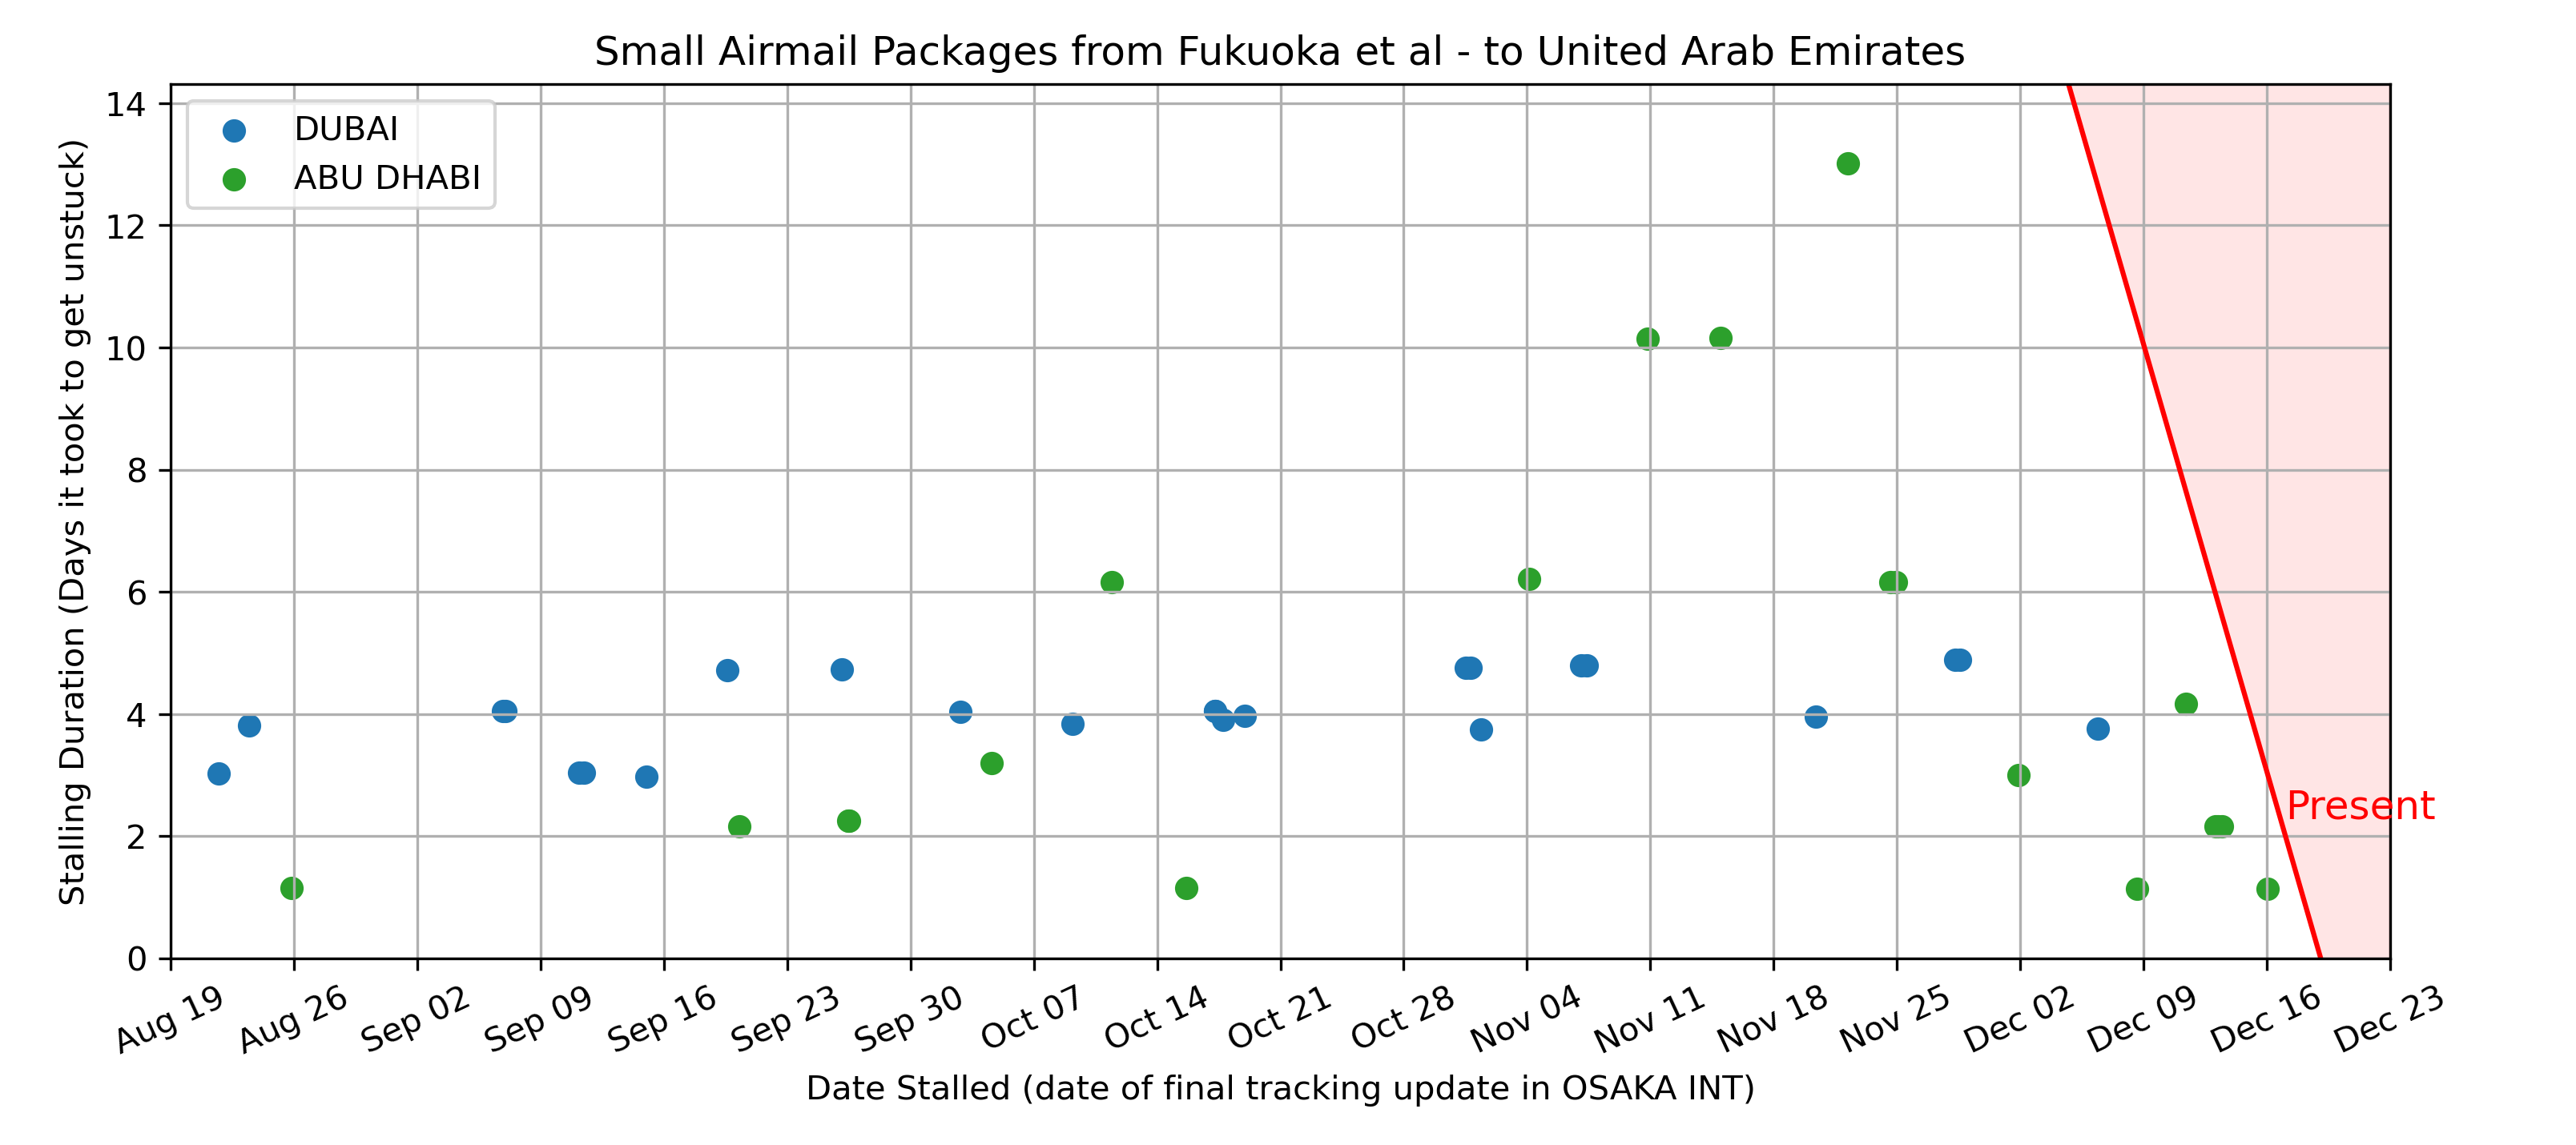 Small Airmail Packages from Fukuoka et al - to United Arab Emirates
DUBAI
ABU DHABI
Stalling Duration (Days it took to get unstuck)
14
12
10
8
6
4
2
0
Present
Aug 19
Aug 26
Sep 02
Sep 09
Sep 16
Sep 23
Sep 30
Oct 07
Oct 14
Oct 21
Oct 28
Nov 04
Nov 11
Nov 18
Nov 25
Dec 02
Dec 09
Dec 16
Dec 23
Date Stalled (date of final tracking update in OSAKA INT)